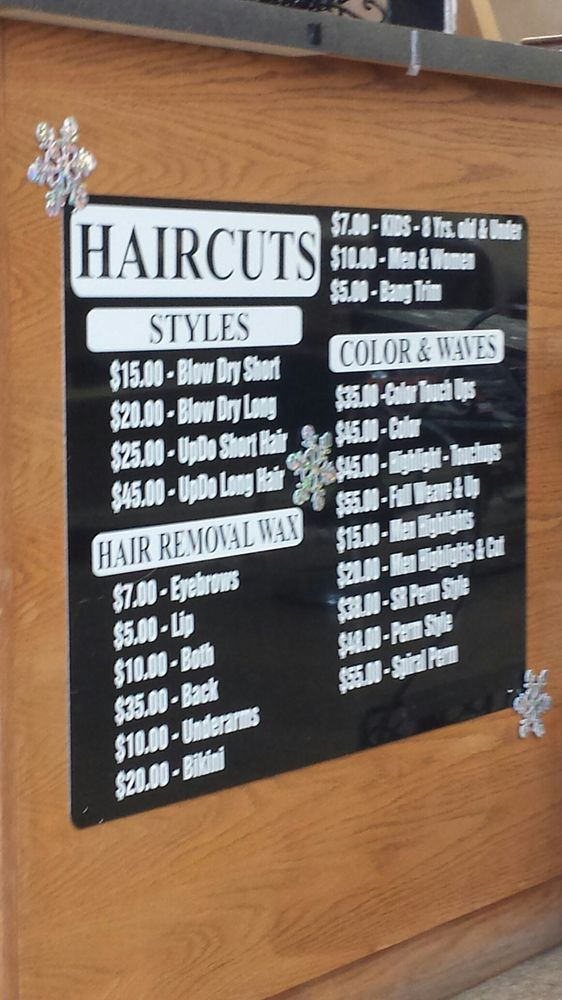 HAIRCUTS
$7.00 - KIDS - 8 Yrs. old & Under
$10.00 - Men & Women
$5.00 - Bang Trim
STYLES
$15.00 - Blow Dry Short
$20.00 - Blow Dry Long
$25.00 - UpDo Short Hair
$45.00 - UpDo Long Hair
HAIR REMOVAL WAX
$7.00 - Eyebrows
$5.00 - Lip
$10.00 - Both
$35.00 - Back
$10.00 - Underarms
$20.00 - Bikini
COLOR & WAVES
$35.00 -Color Touch Ups
$45.00 - Color
$45.00 - Highlight - Touchups
$55.00 - Full Weave & Up
$15.00 - Men Highlights
$20.00 - Men Highlights & Cut
$38.00 - SR Perm Style
$48.00 - Perm Style
$55.00 - Spiral Perm